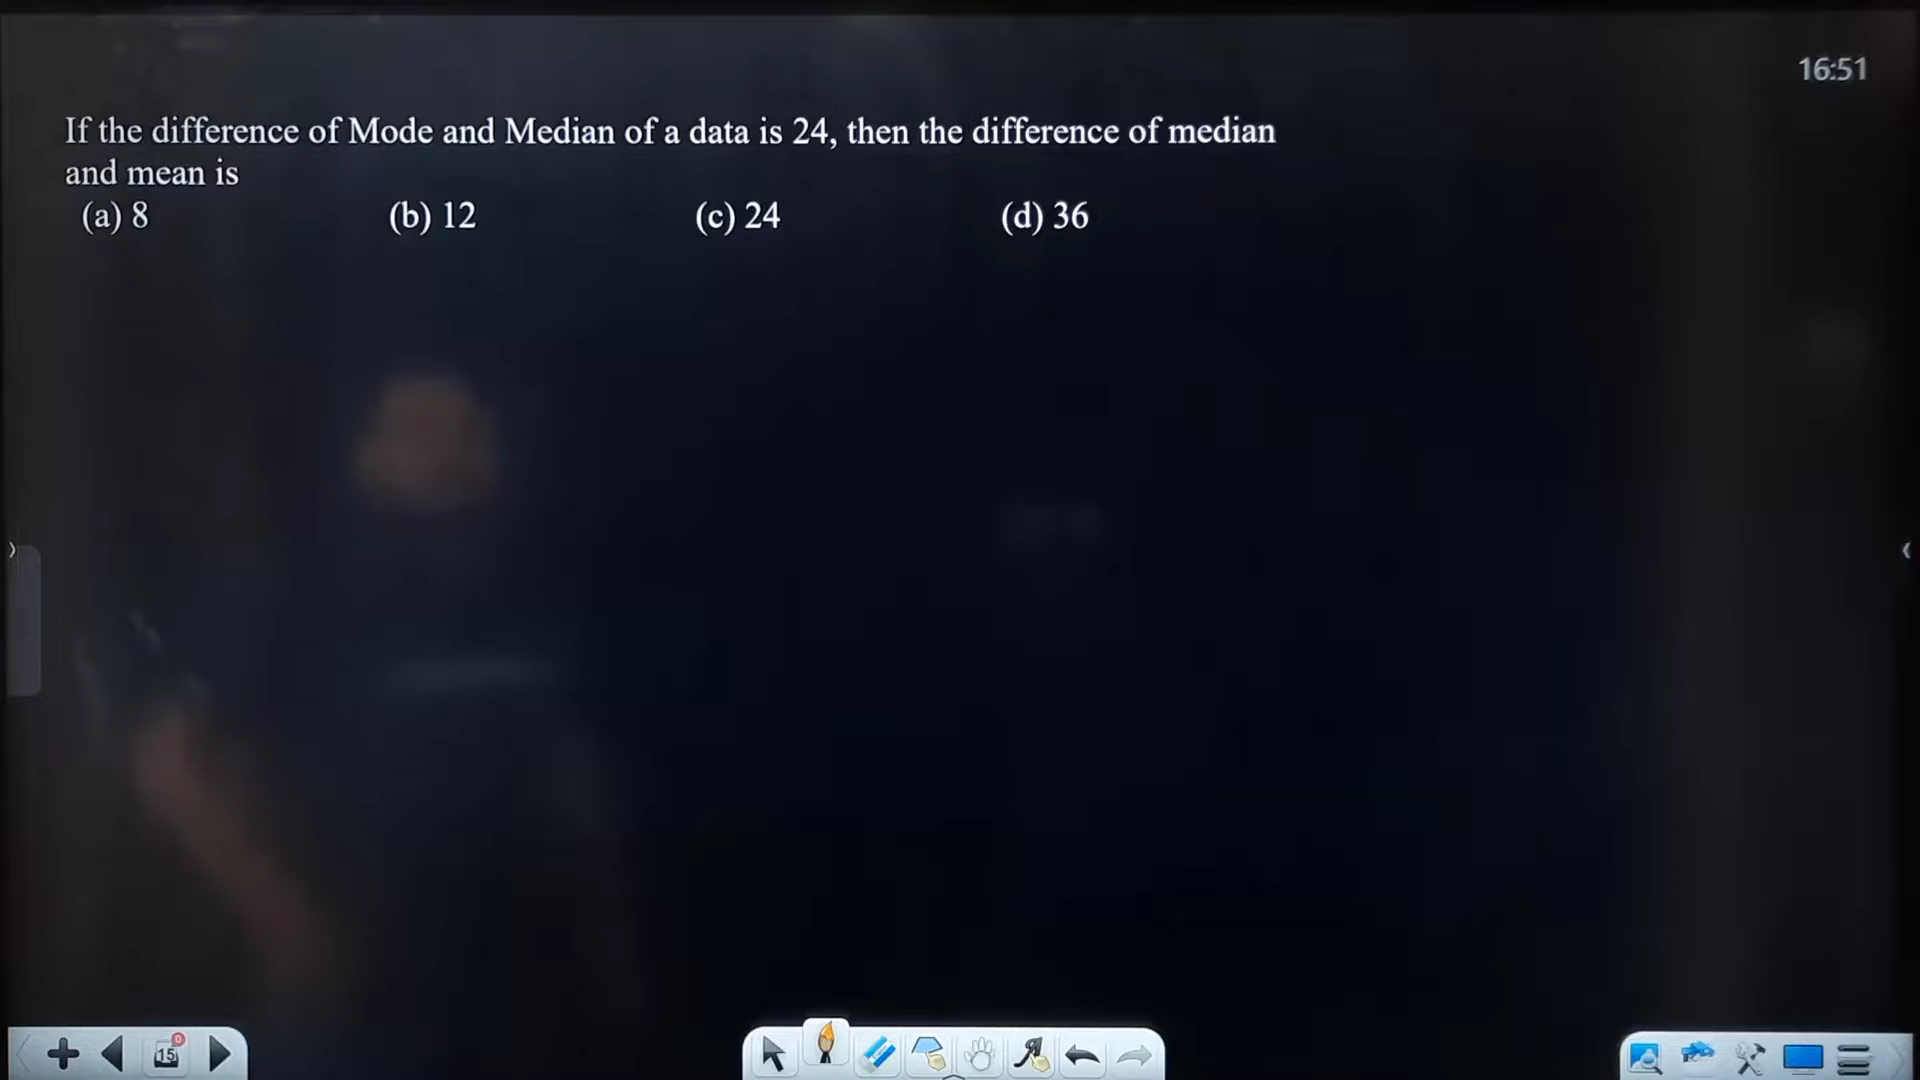 16:51
If the difference of Mode and Median of a data is 24, then the difference of median
and mean is
(a) 8 (b) 12 (c) 24 (d) 36
0
15